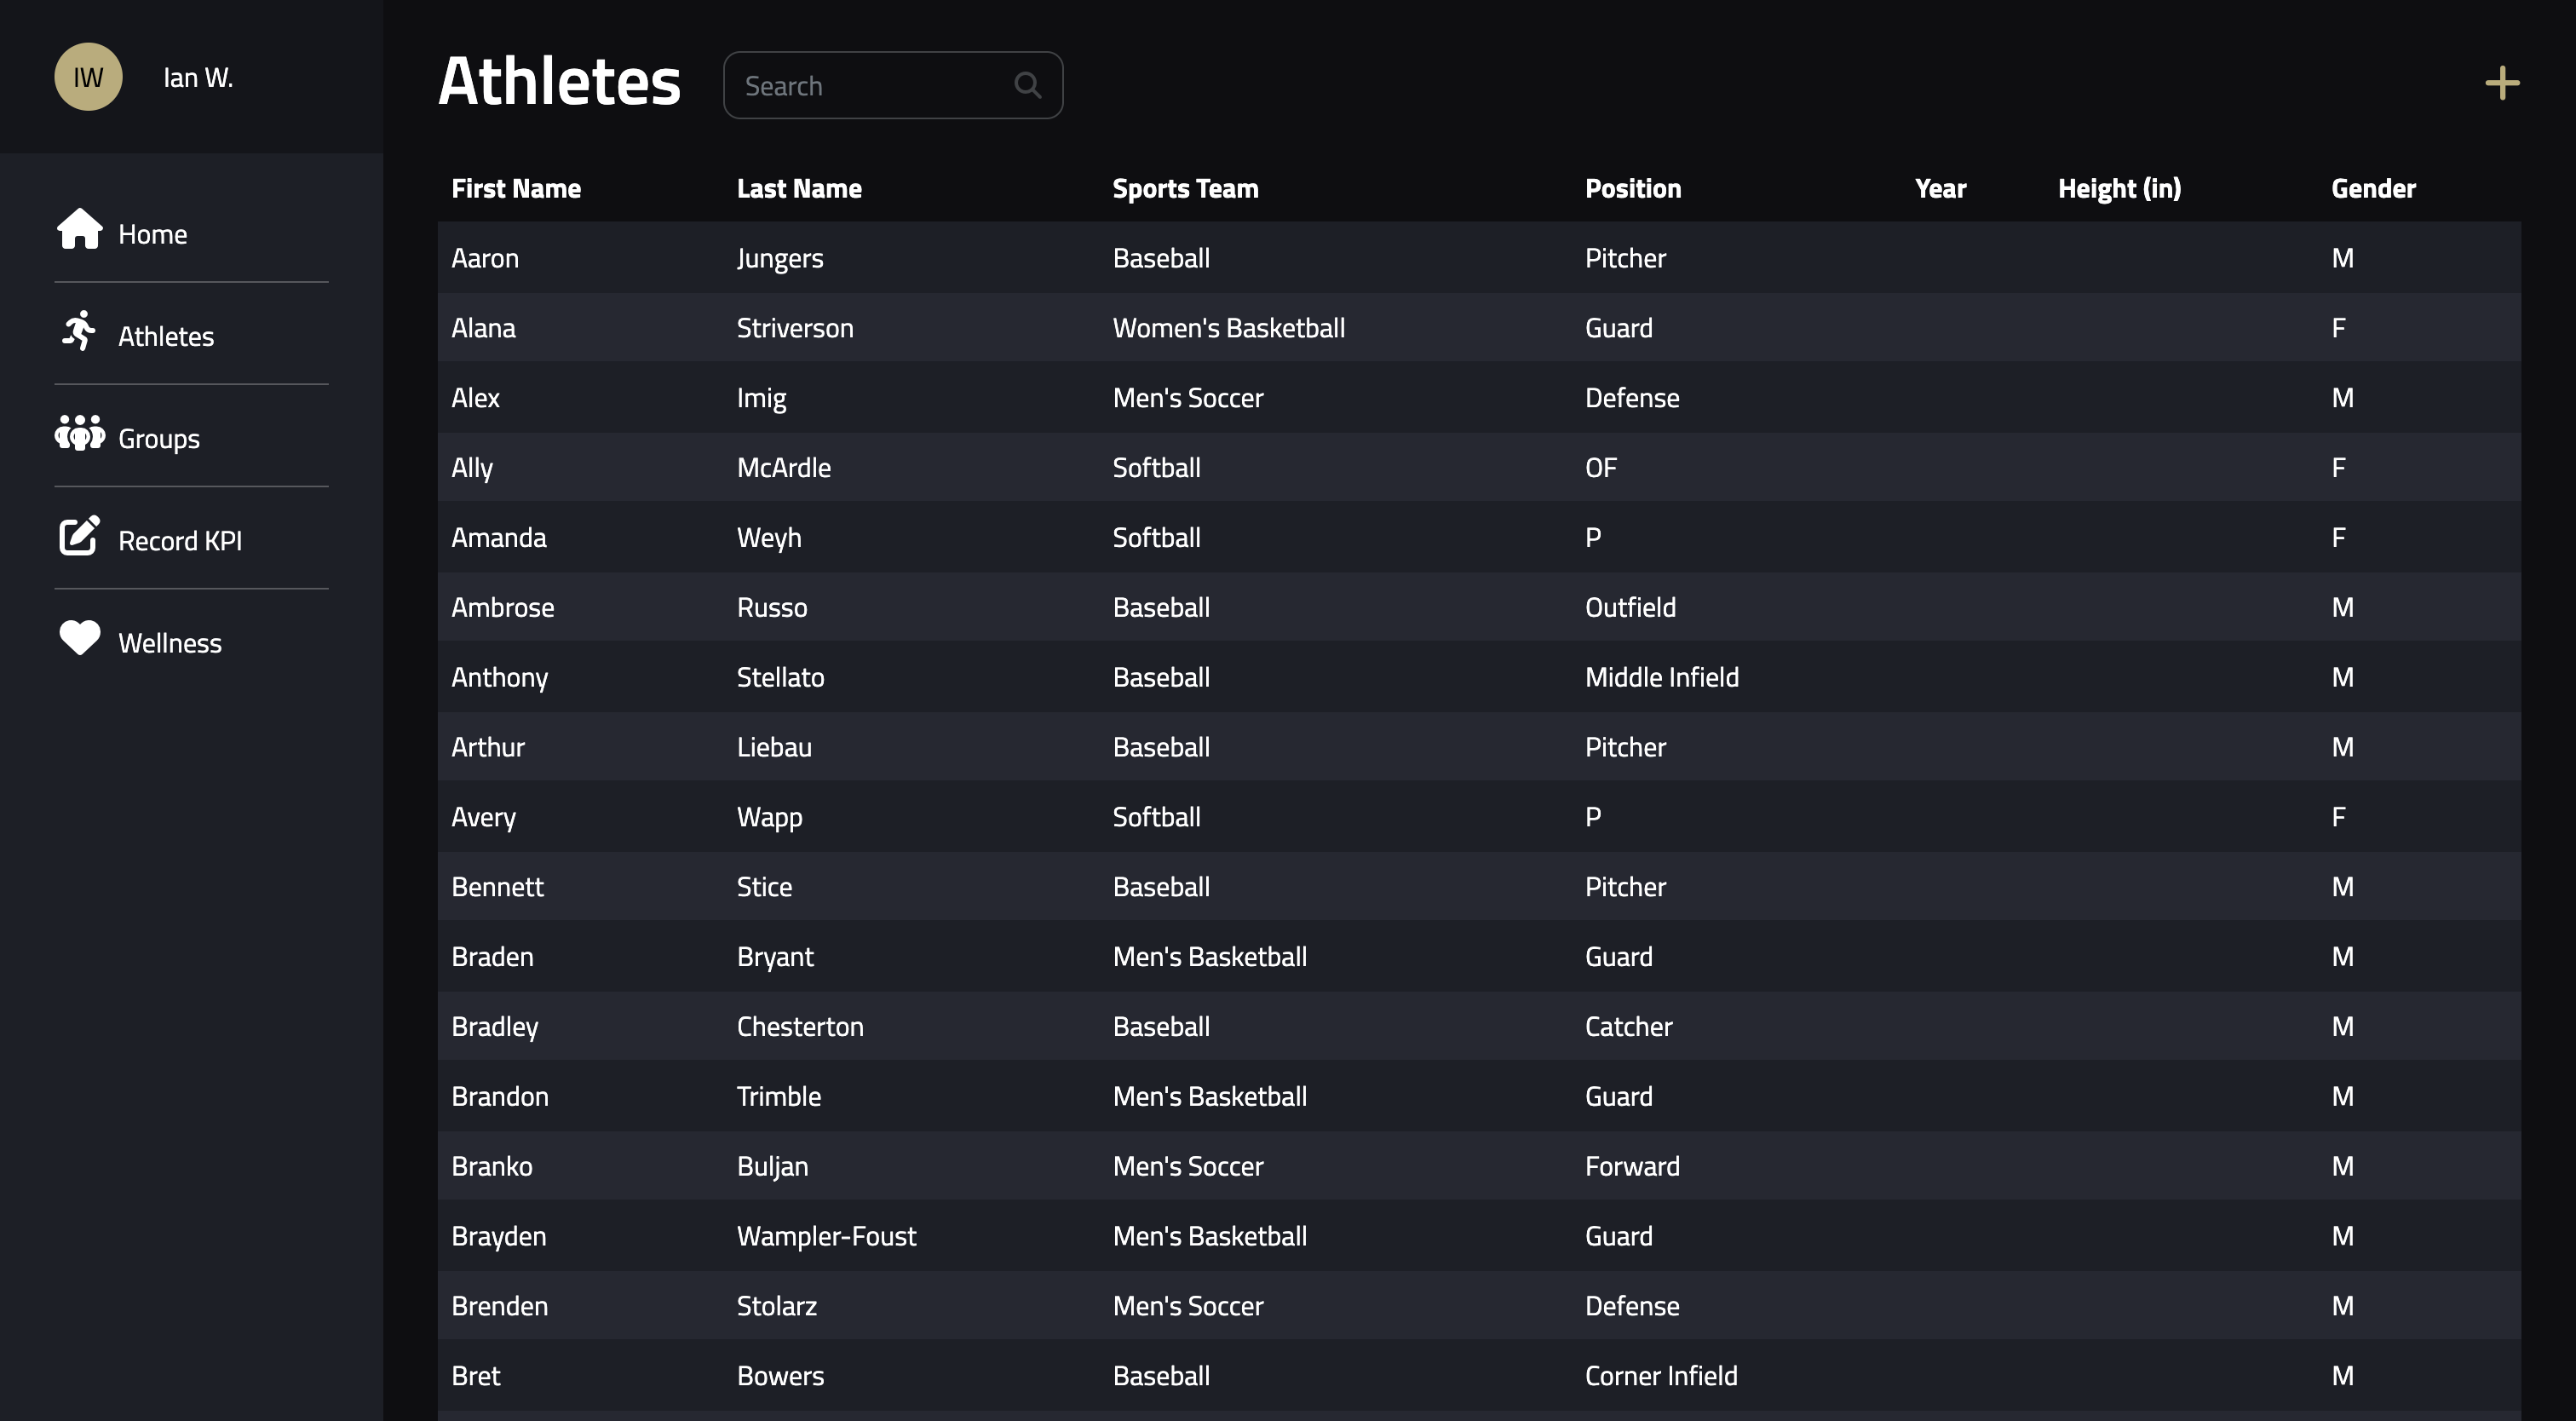 IW Ian W.
Home
Athletes
Groups
Record KPI
Wellness
Athletes Search
First Name Last Name Sports Team Position Year Height (in) Gender
Aaron Jungers Baseball Pitcher M
Alana Striverson Women's Basketball Guard F
Alex Imig Men's Soccer Defense M
Ally McArdle Softball OF F
Amanda Weyh Softball P F
Ambrose Russo Baseball Outfield M
Anthony Stellato Baseball Middle Infield M
Arthur Liebau Baseball Pitcher M
Avery Wapp Softball P F
Bennett Stice Baseball Pitcher M
Braden Bryant Men's Basketball Guard M
Bradley Chesterton Baseball Catcher M
Brandon Trimble Men's Basketball Guard M
Branko Buljan Men's Soccer Forward M
Brayden Wampler-Foust Men's Basketball Guard M
Brenden Stolarz Men's Soccer Defense M
Bret Bowers Baseball Corner Infield M